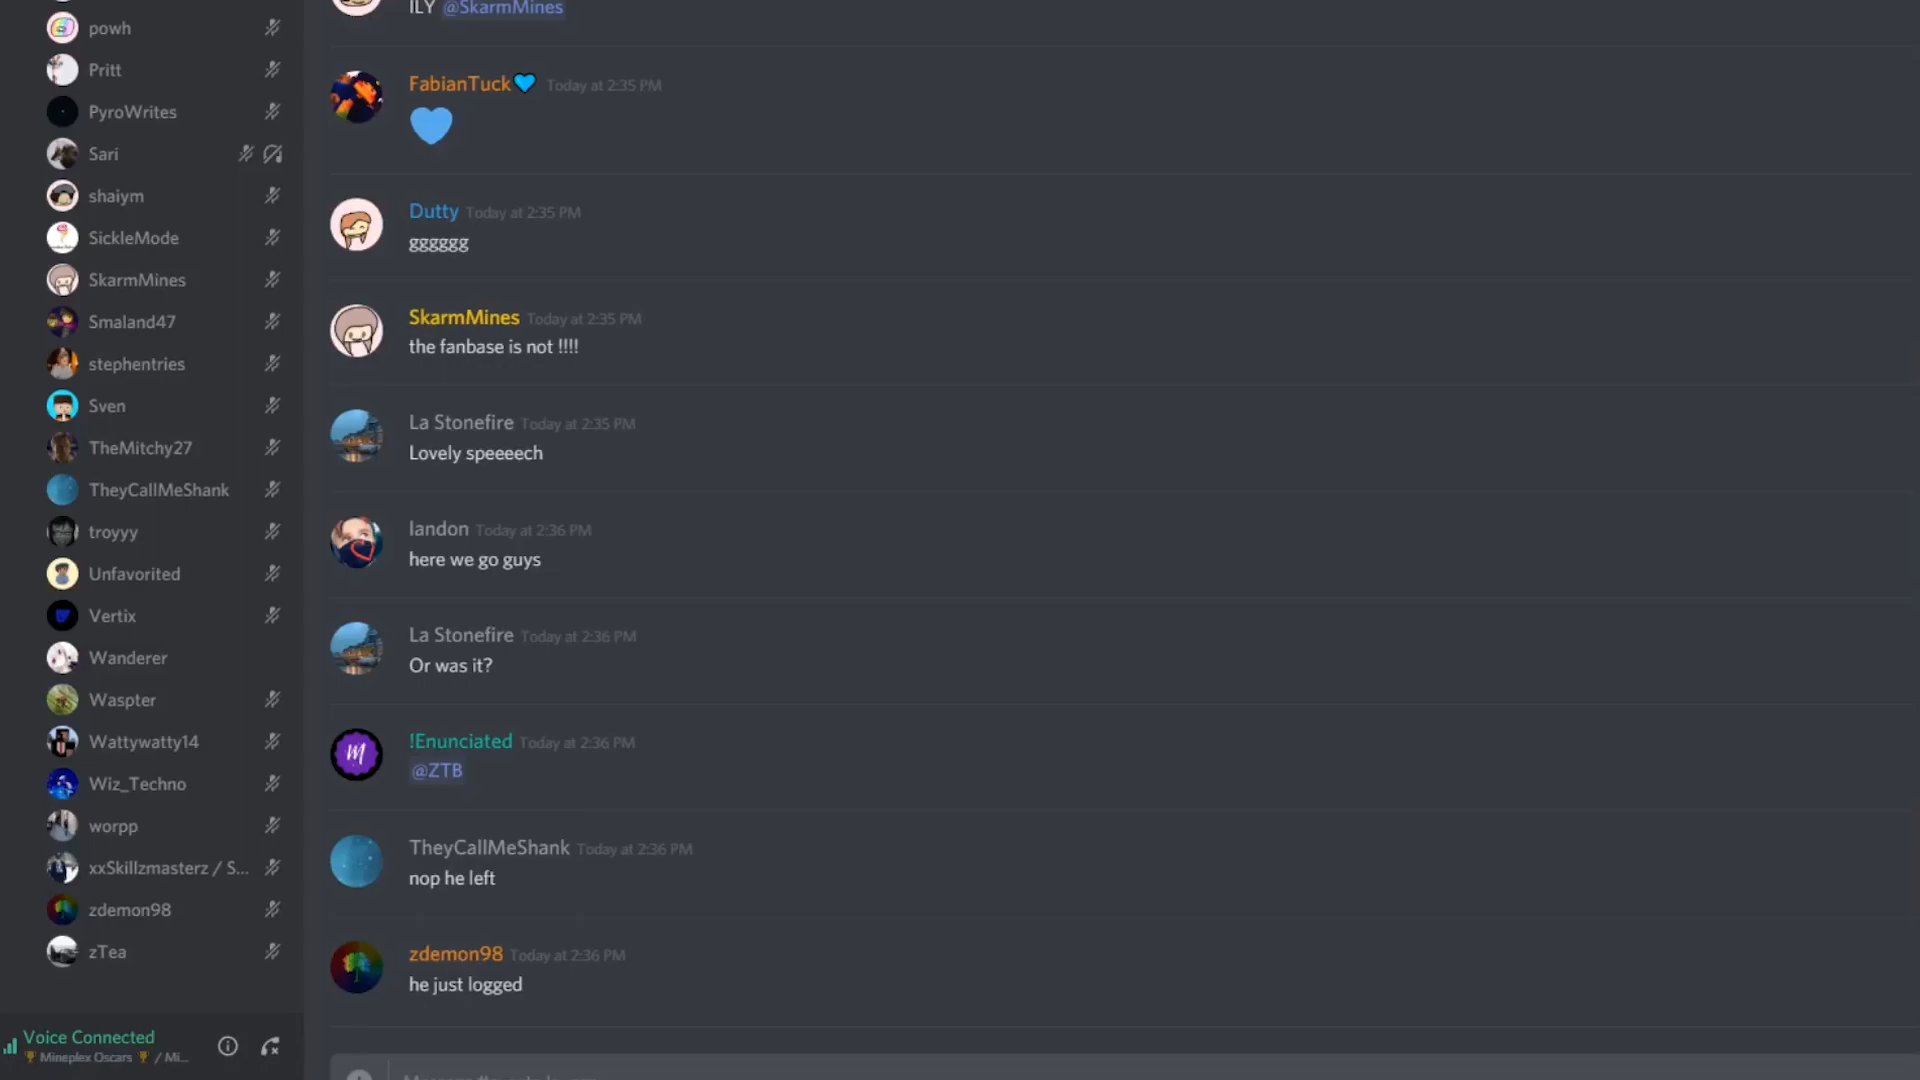 powh
Pritt
PyroWrites
Sari
shaiym
SickleMode
SkarmMines
Smaland47
stephentries
Sven
TheMitchy27
TheyCallMeShank
troyyy
Unfavorited
Vertix
Wanderer
Waspter
Wattywatty14
Wiz_Techno
worpp
xxSkillzmasterz / S...
zdemon98
zTea
Voice Connected
Mineplex Oscars / Mi...
ILY @SkarmMines
FabianTuck Today at 2:35 PM
Dutty Today at 2:35 PM
gggggg
SkarmMines Today at 2:35 PM
the fanbase is not !!!!
La Stonefire Today at 2:35 PM
Lovely speeeech
landon Today at 2:36 PM
here we go guys
La Stonefire Today at 2:36 PM
Or was it?
!Enunciated Today at 2:36 PM
@ZTB
TheyCallMeShank Today at 2:36 PM
nop he left
zdemon98 Today at 2:36 PM
he just logged